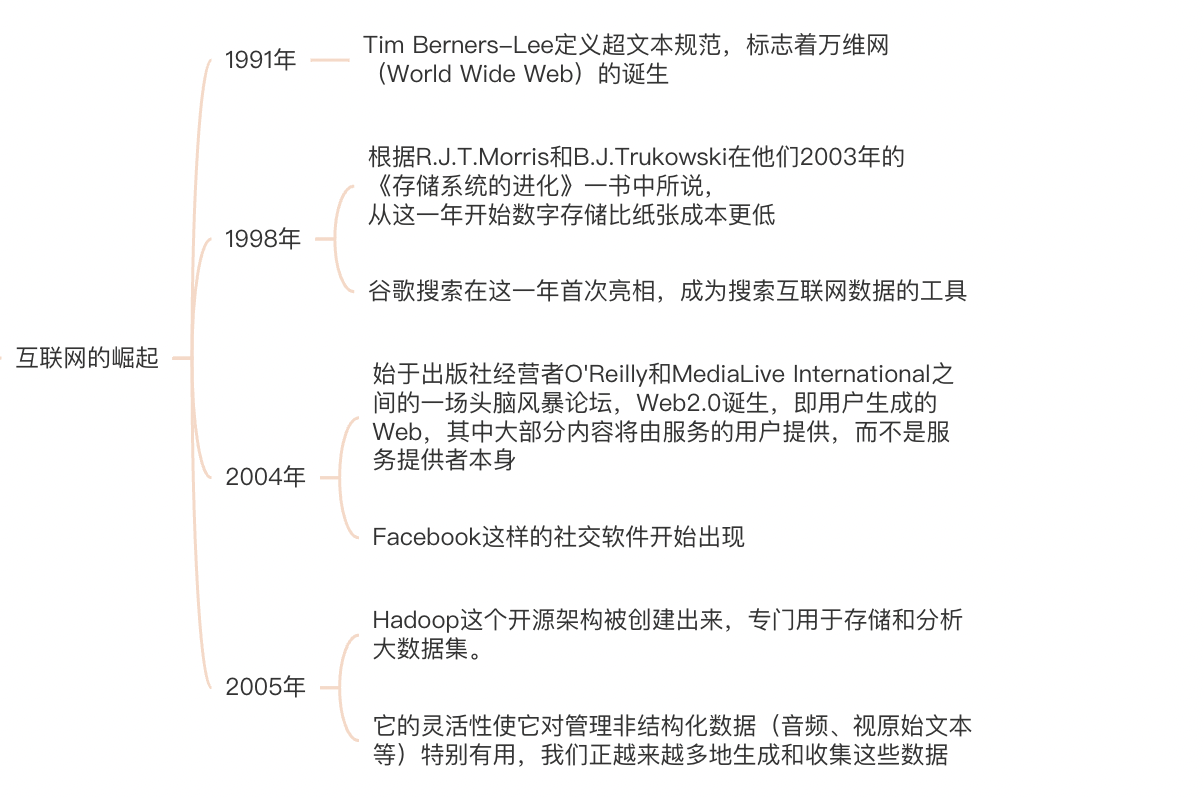 互联网的崛起
1991年
Tim Berners-Lee定义超文本规范，标志着万维网
（World Wide Web）的诞生
1998年
根据R.J.T.Morris和B.J.Trukowski在他们2003年的
《存储系统的进化》一书中所说，
从这一年开始数字存储比纸张成本更低
谷歌搜索在这一年首次亮相，成为搜索互联网数据的工具
2004年
始于出版社经营者O'Reilly和MediaLive International之
间的一场头脑风暴论坛，Web2.0诞生，即用户生成的
Web，其中大部分内容将由服务的用户提供，而不是服
务提供者本身
Facebook这样的社交软件开始出现
2005年
Hadoop这个开源架构被创建出来，专门用于存储和分析
大数据集。
它的灵活性使它对管理非结构化数据（音频、视原始文本
等）特别有用，我们正越来越多地生成和收集这些数据